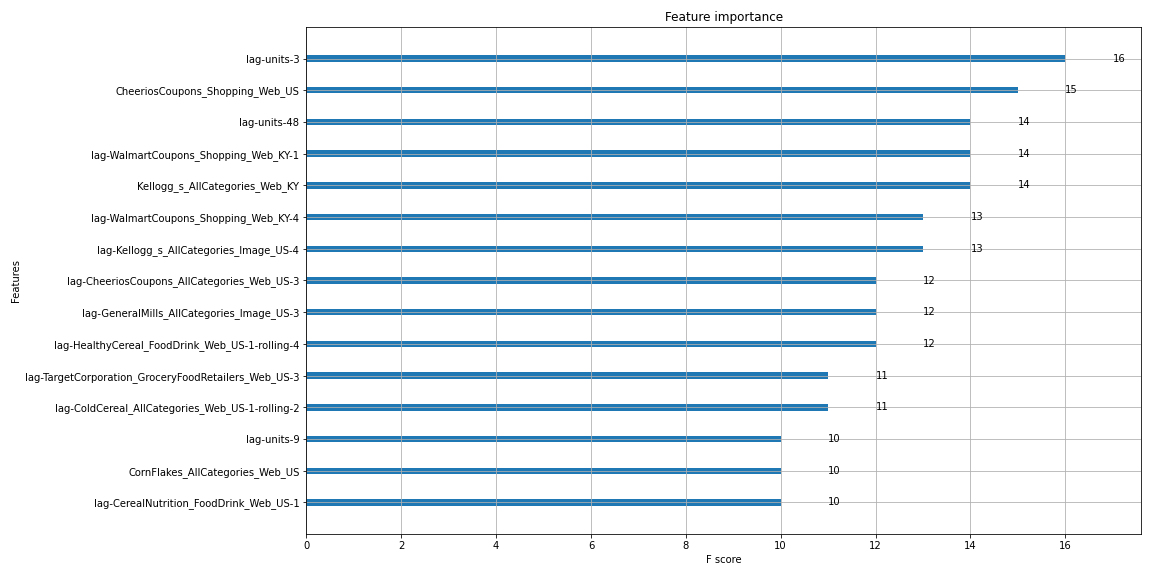 Feature importance
lag-units-3 16
CheeriosCoupons_Shopping_Web_US 15
lag-units-48 14
lag-WalmartCoupons_Shopping_Web_KY-1 14
Kellogg_s_AllCategories_Web_KY 14
lag-WalmartCoupons_Shopping_Web_KY-4 13
lag-Kellogg_s_AllCategories_Image_US-4 13
lag-CheeriosCoupons_AllCategories_Web_US-3 12
lag-GeneralMills_AllCategories_Image_US-3 12
lag-HealthyCereal_FoodDrink_Web_US-1-rolling-4 12
lag-TargetCorporation_GroceryFoodRetailers_Web_US-3 11
lag-ColdCereal_AllCategories_Web_US-1-rolling-2 11
lag-units-9 10
CornFlakes_AllCategories_Web_US 10
lag-CerealNutrition_FoodDrink_Web_US-1 10
Features
0 2 4 6 8 10 12 14 16
F score